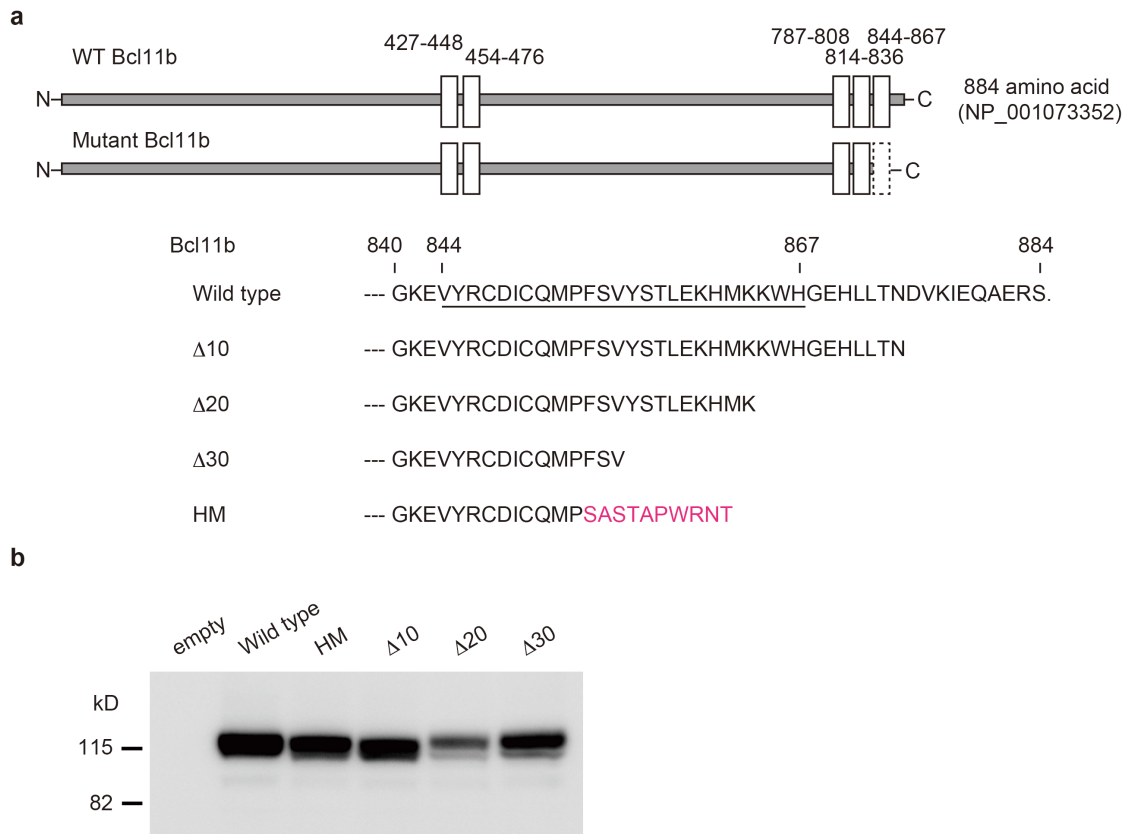 a
427-448
787-808 844-867
WT Bcl11b
454-476
814-836
N
C
884 amino acid
(NP_001073352)
Mutant Bcl11b
N
C
Bcl11b 840 844 867 884
Wild type --- GKEVYRCDICQMPFSVYSTLEKHMKKWHGEHLLTNDVKIEQAERS.
Δ10 --- GKEVYRCDICQMPFSVYSTLEKHMKKWHGEHLLTN
Δ20 --- GKEVYRCDICQMPFSVYSTLEKHMK
Δ30 --- GKEVYRCDICQMPFSV
HM --- GKEVYRCDICQMPSASTAPWRNT
b
empty Wild type HM Δ10 Δ20 Δ30
kD
115
82